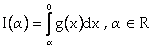 I(α)=∫_α^0 g(x)dx , α ∈ R